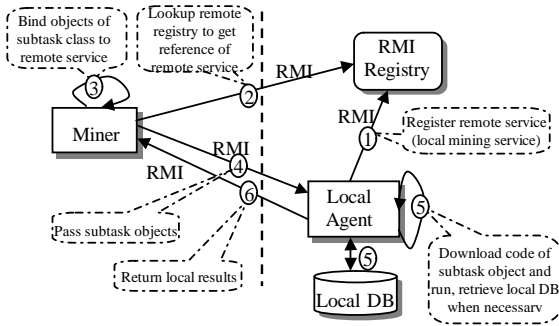 Bind objects of
subtask class to
remote service
Lookup remote
registry to get
reference of
remote service
3
RMI
2
RMI
Registry
Miner
RMI
1
Register remote service
(local mining service)
RMI
4
RMI
6
Local
Agent
5
Pass subtask objects
Return local results
5
Local DB
Download code of
subtask object and
run, retrieve local DB
when necessary